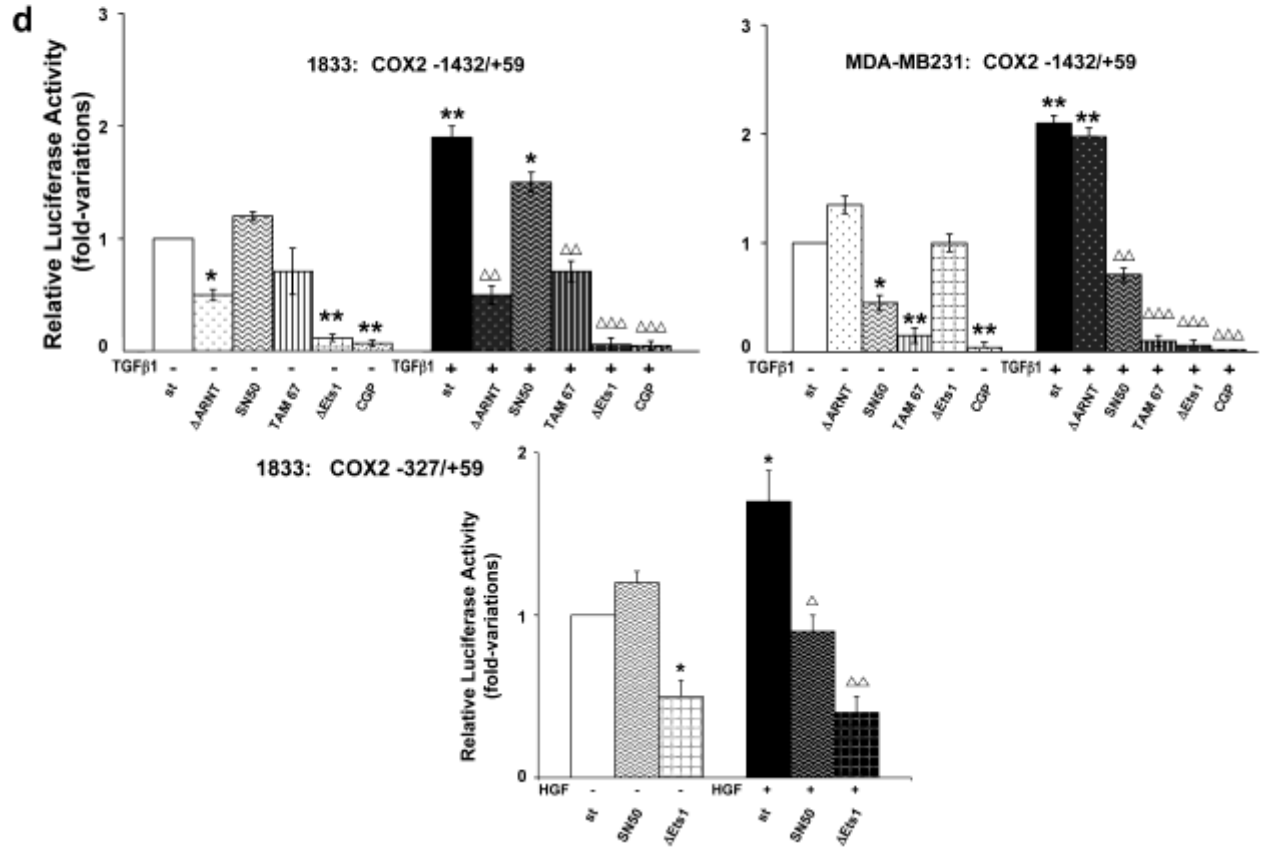 d
1833: COX2 -1432/+59
Relative Luciferase Activity
(fold-variations)
3
2
1
0
* ** **
** △△ * △△ △△△ △△△
TGFβ1 - - - - - -
TGFβ1 + + + + + +
st ΔARNT SN50 TAM 67 ΔEts1 CGP
st ΔARNT SN50 TAM 67 ΔEts1 CGP
MDA-MB231: COX2 -1432/+59
3
2
1
0
* ** **
** ** △△ △△△ △△△ △△△
TGFβ1 - - - - - -
TGFβ1 + + + + + +
st ΔARNT SN50 TAM 67 ΔEts1 CGP
st ΔARNT SN50 TAM 67 ΔEts1 CGP
1833: COX2 -327/+59
Relative Luciferase Activity
(fold-variations)
2
1
0
*
* △ △△
HGF - - -
HGF + + +
st SN50 ΔEts1
st SN50 ΔEts1